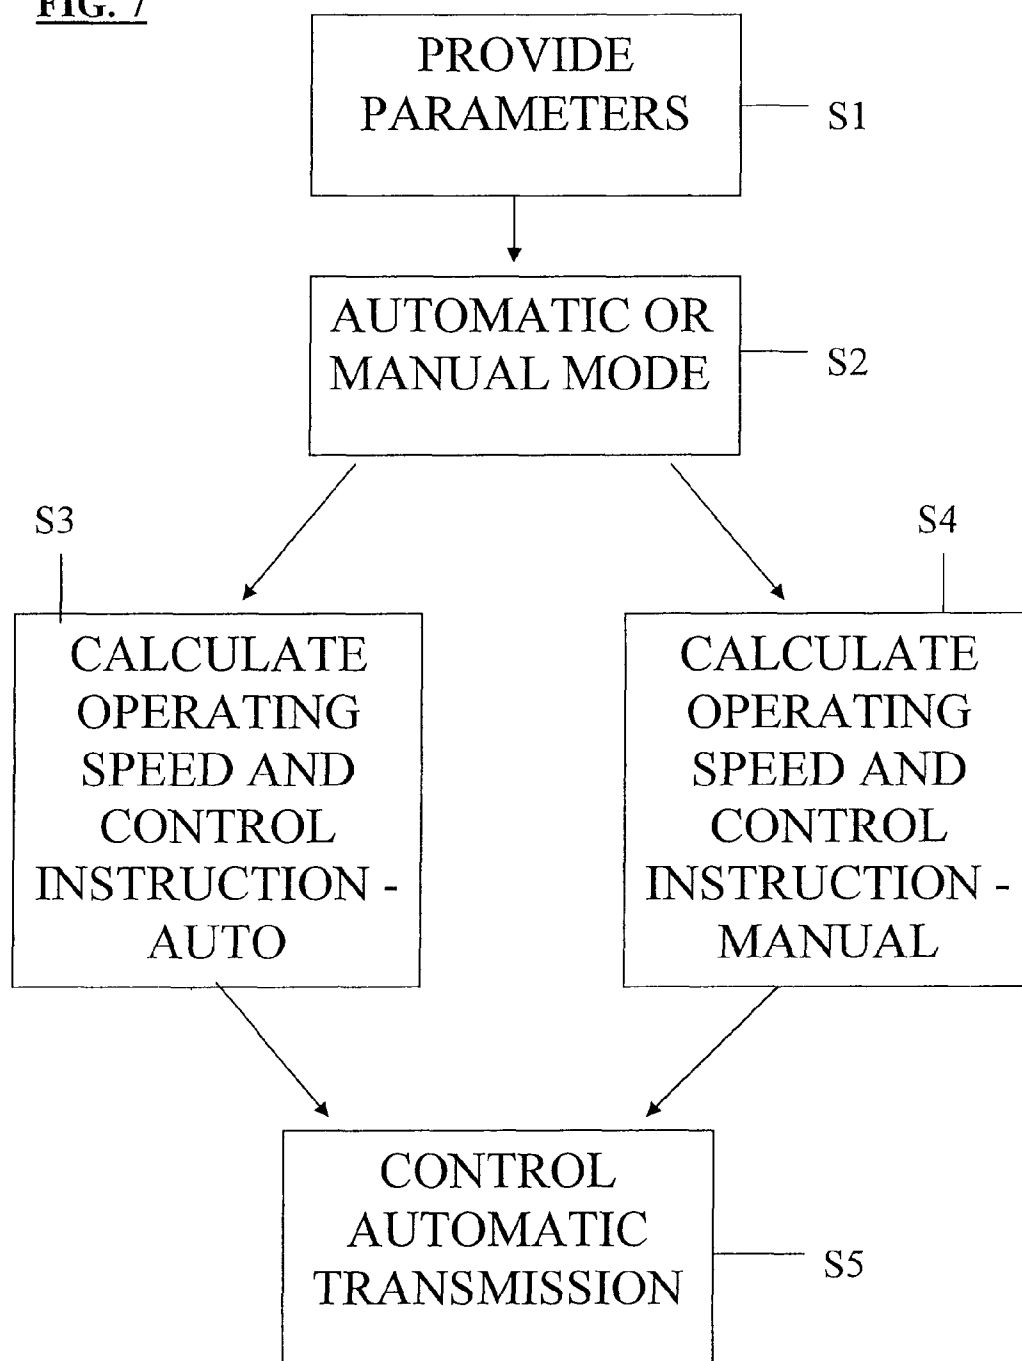 FIG. 7
PROVIDE
PARAMETERS
S1
AUTOMATIC OR
MANUAL MODE
S2
S3
CALCULATE
OPERATING
SPEED AND
CONTROL
INSTRUCTION -
AUTO
S4
CALCULATE
OPERATING
SPEED AND
CONTROL
INSTRUCTION -
MANUAL
CONTROL
AUTOMATIC
TRANSMISSION
S5